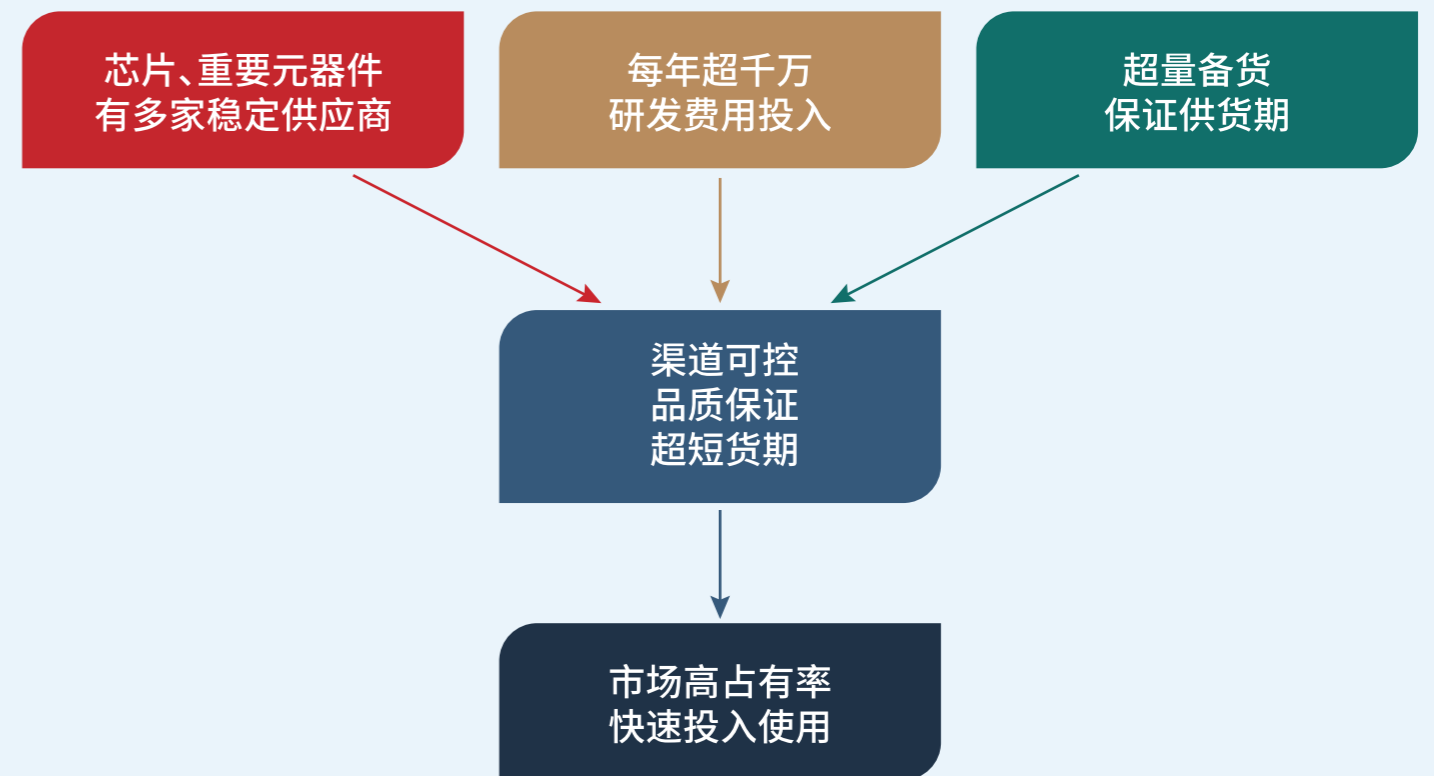 芯片、重要元器件
有多家稳定供应商
每年超千万
研发费用投入
超量备货
保证供货期
渠道可控
品质保证
超短货期
市场高占有率
快速投入使用